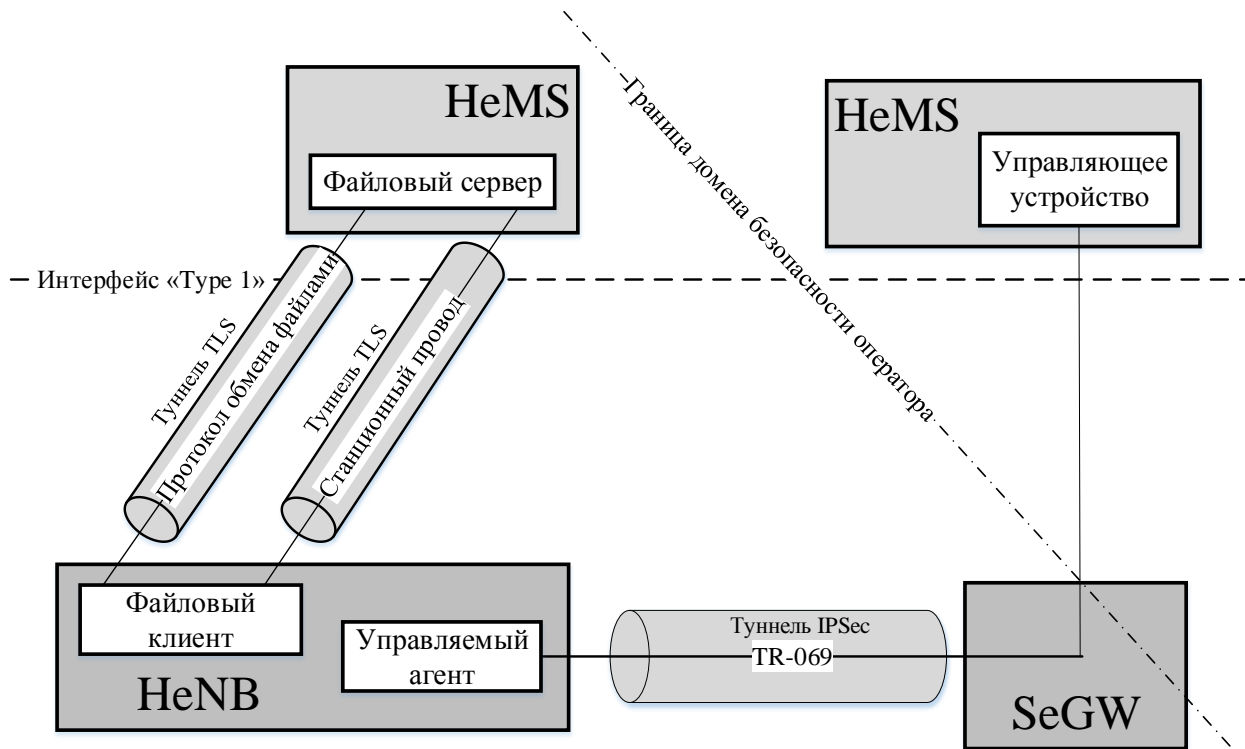 HeMS
Файловый сервер
HeMS
Управляющее
устройство
Граница домена безопасности оператора
Интерфейс «Type 1»
Туннель TLS
Протокол обмена файлами
Туннель TLS
Станционный провод
Файловый
клиент
Управляемый
агент
HeNB
Туннель IPSec
TR-069
SeGW